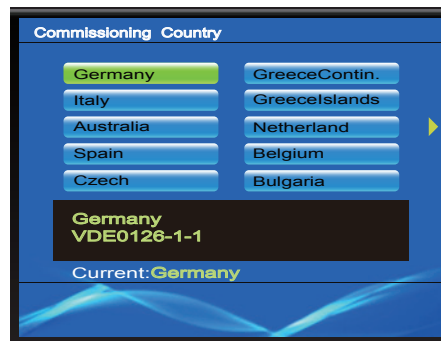 Commissioning Country
Germany
GreeceContin.
Italy
GreeceIslands
Australia
Netherland
Spain
Belgium
Czech
Bulgaria
Germany
VDE0126-1-1
Current:Germany